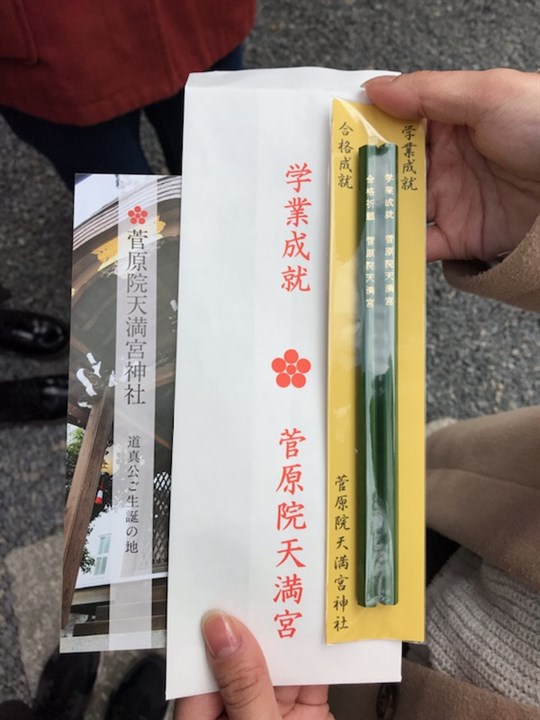 菅原院天満宮神社
道真公ご生誕の地
学業成就
菅原院天満宮
学業成就
合格成就
学業成就 菅原院天満宮
合格祈願 菅原院天満宮
菅原院天満宮神社